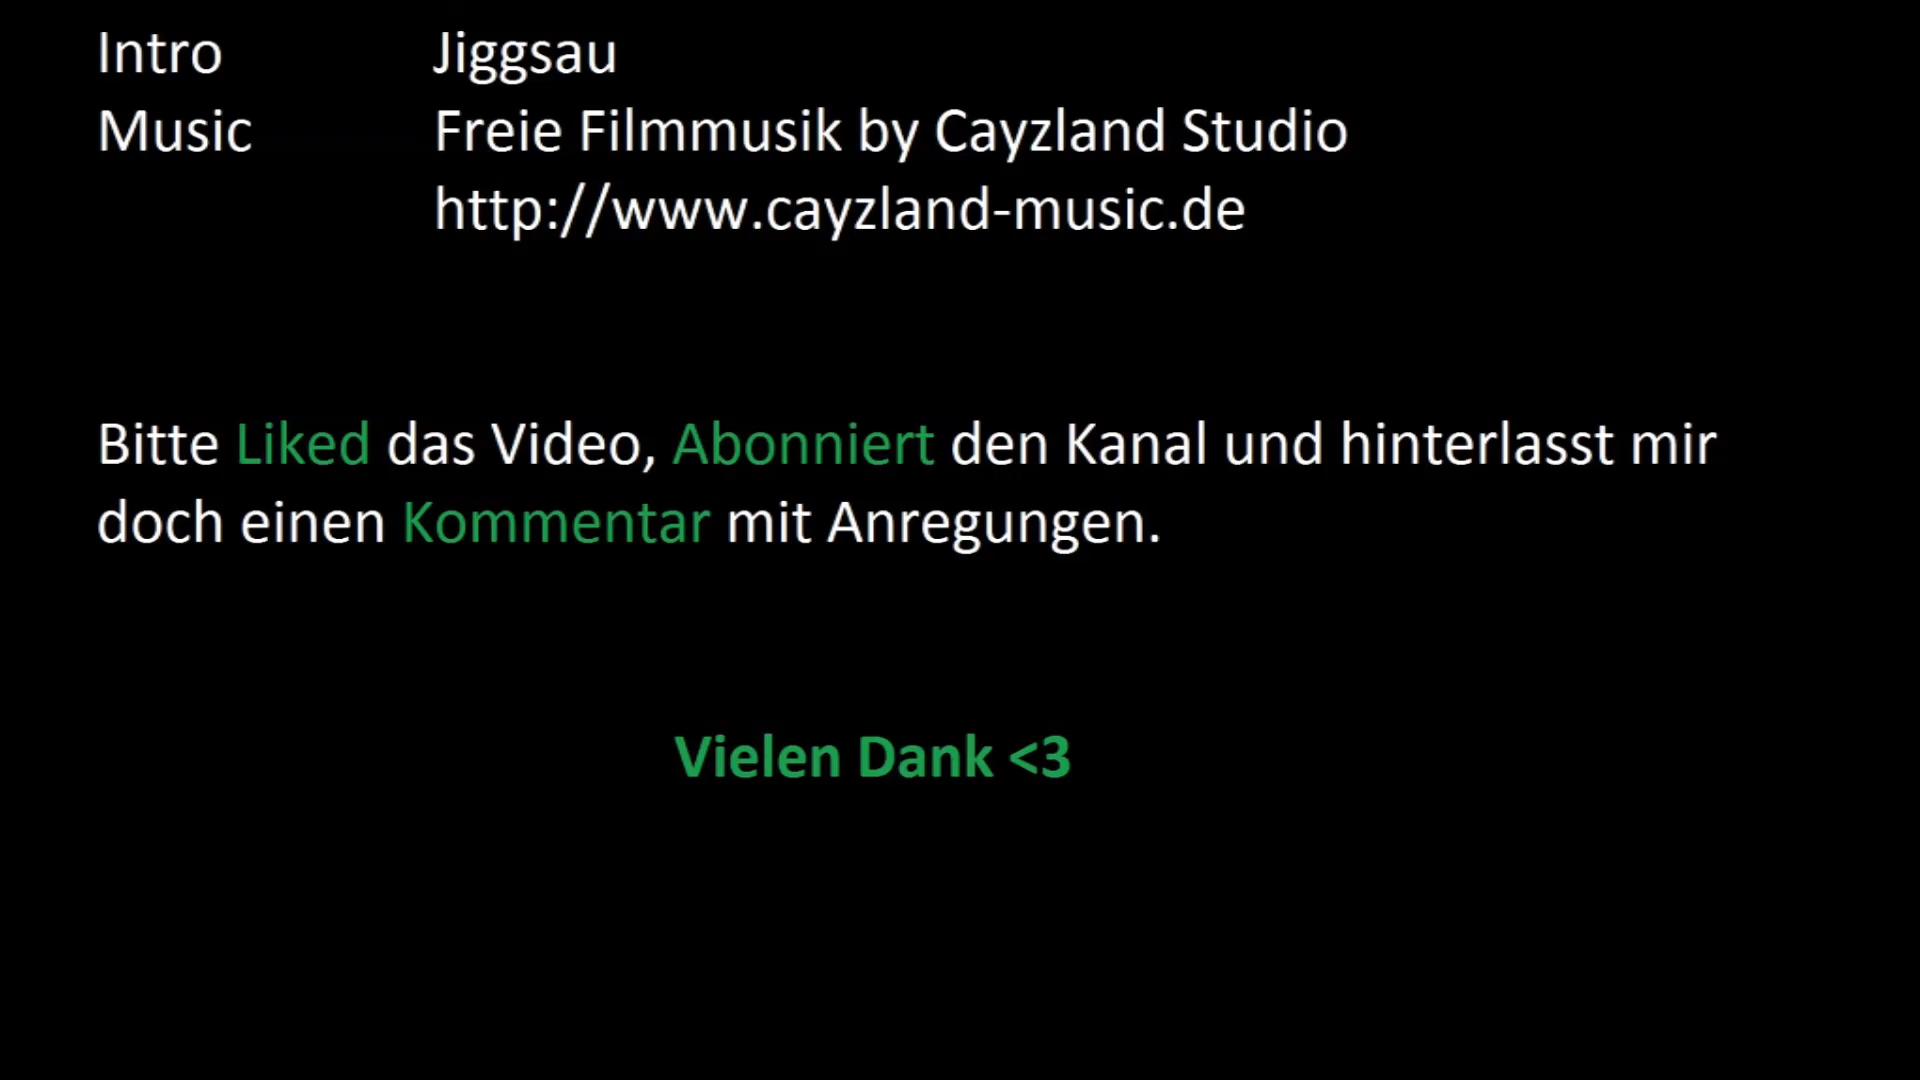 Intro Jiggsau
Music Freie Filmmusik by Cayzland Studio
http://www.cayzland-music.de
Bitte Liked das Video, Abonniert den Kanal und hinterlasst mir
doch einen Kommentar mit Anregungen.
Vielen Dank <3